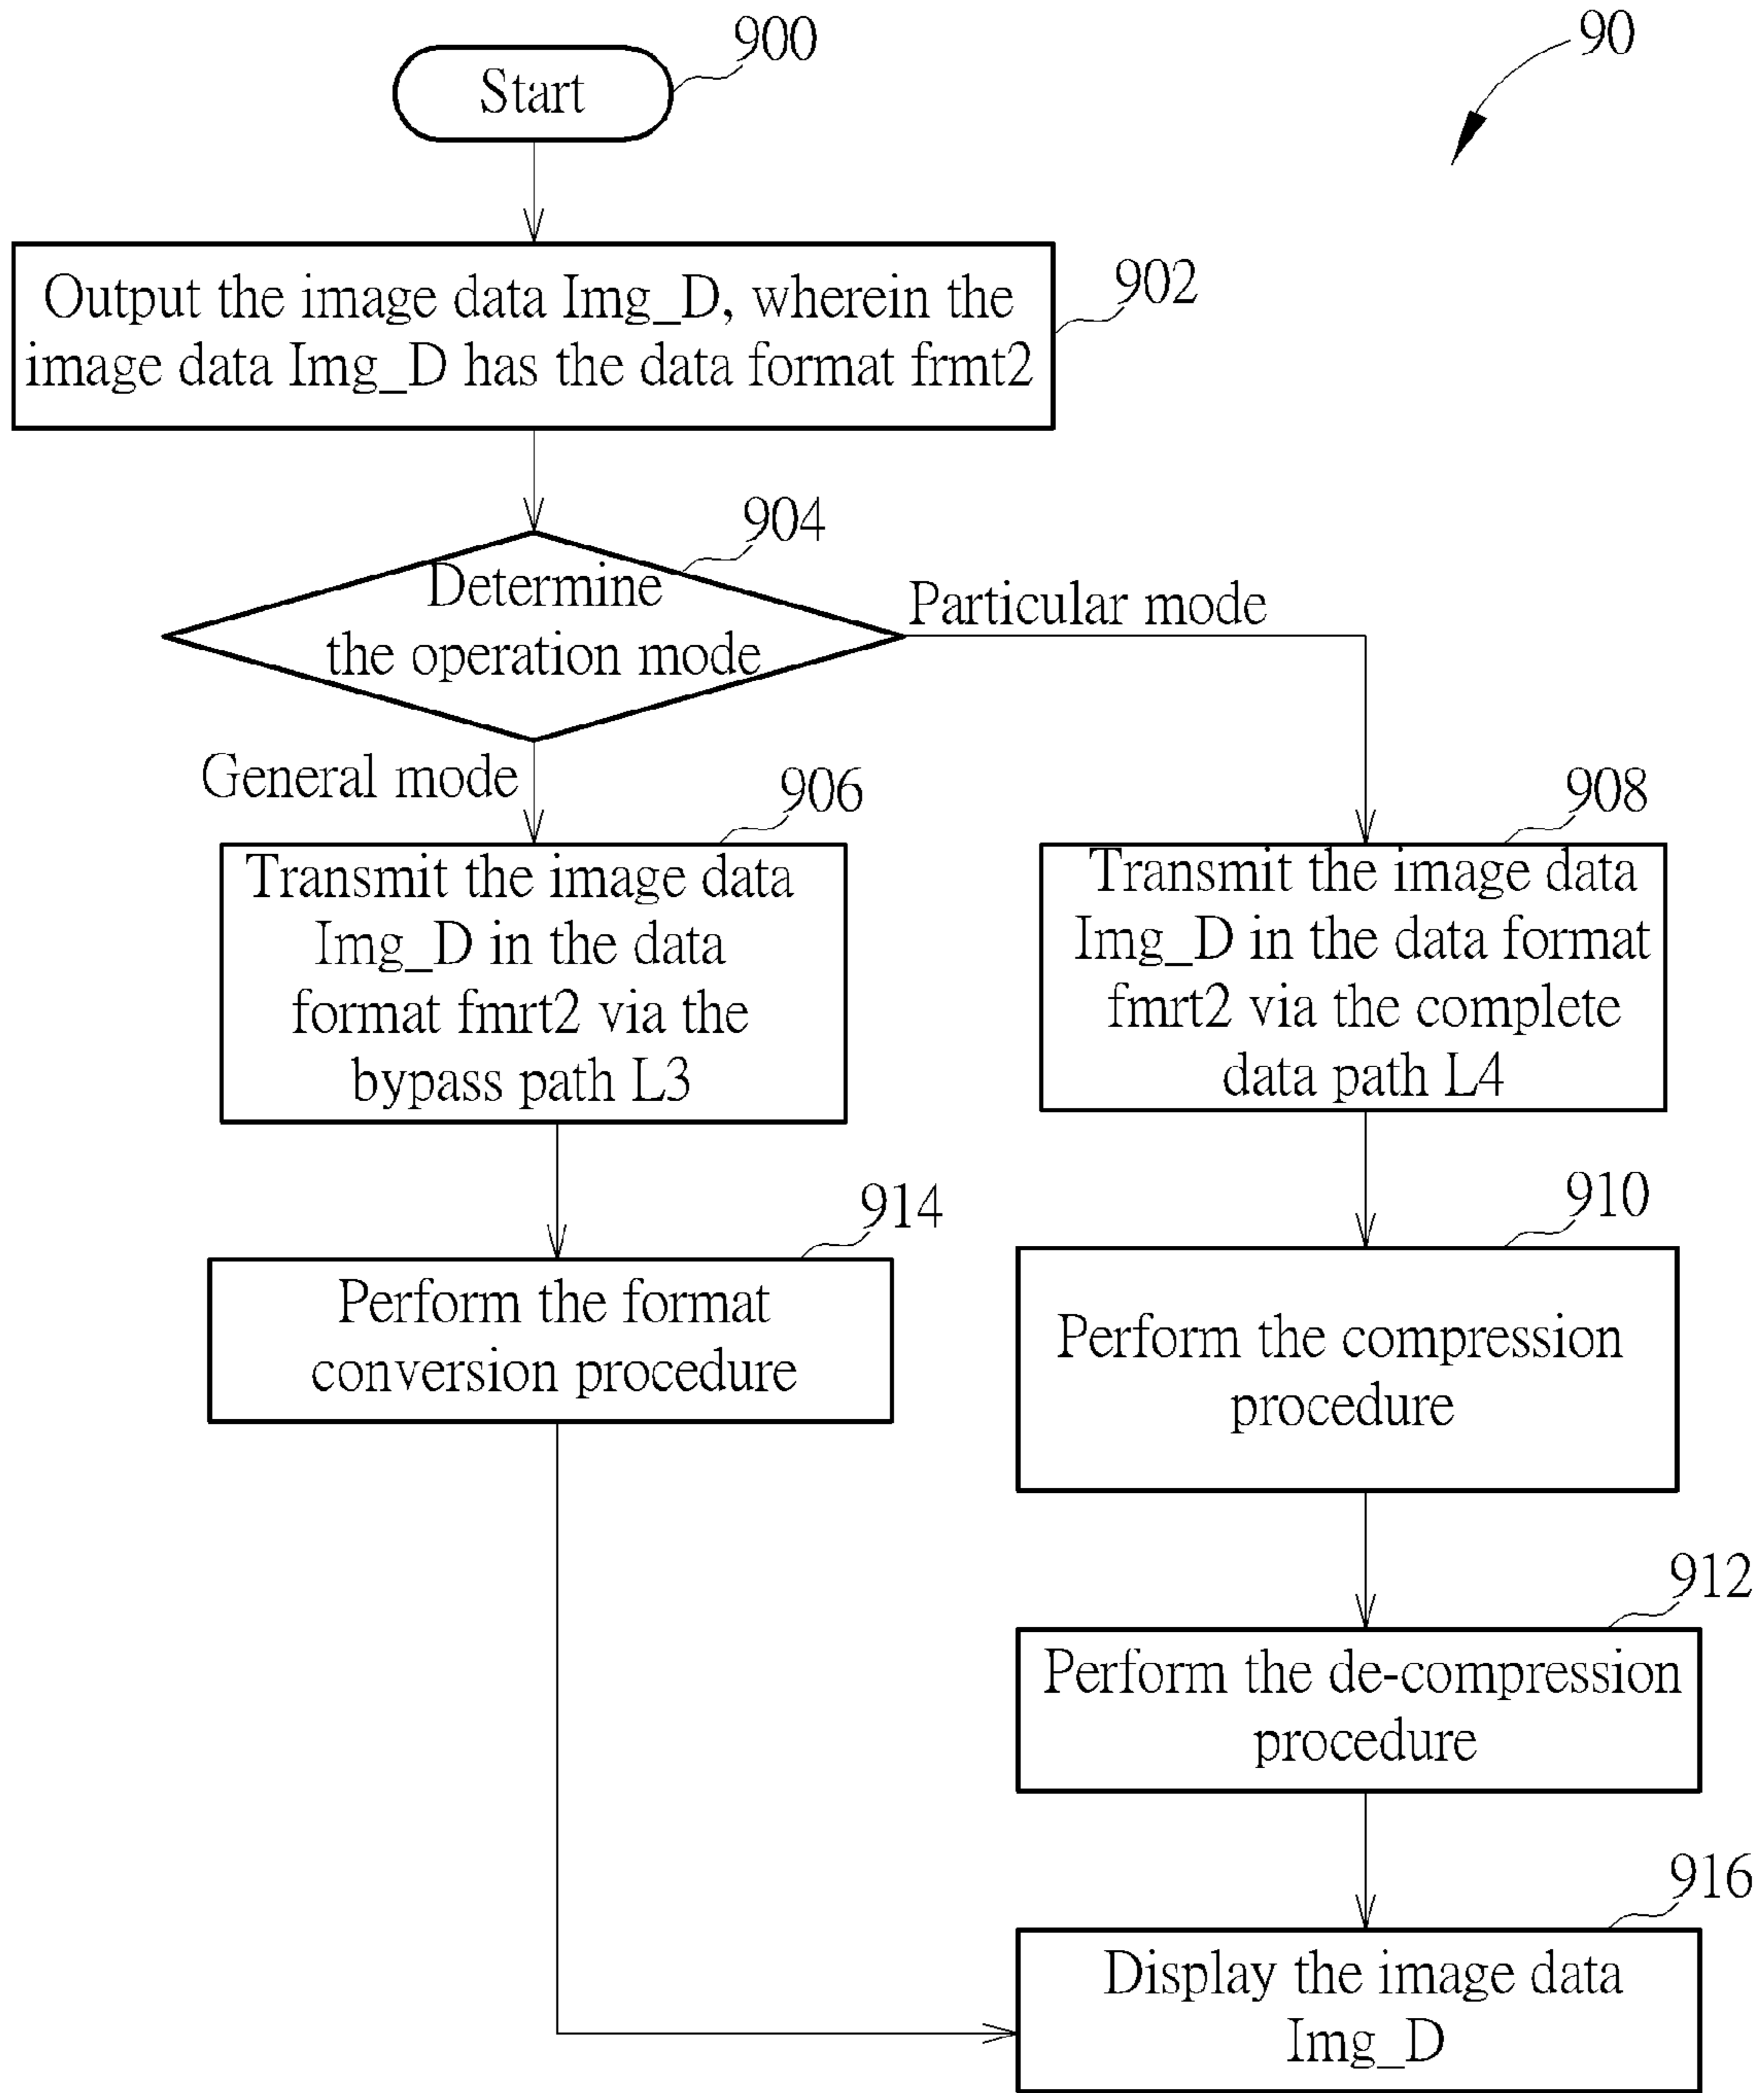 900
90
Start
902
Output the image data Img_D, wherein the
image data Img_D has the data format frmt2
904
Determine
the operation mode
Particular mode
General mode
906
908
Transmit the image data
Img_D in the data
format fmrt2 via the
bypass path L3
Transmit the image data
Img_D in the data format
fmrt2 via the complete
data path L4
914
910
Perform the format
conversion procedure
Perform the compression
procedure
912
Perform the de-compression
procedure
916
Display the image data
Img_D